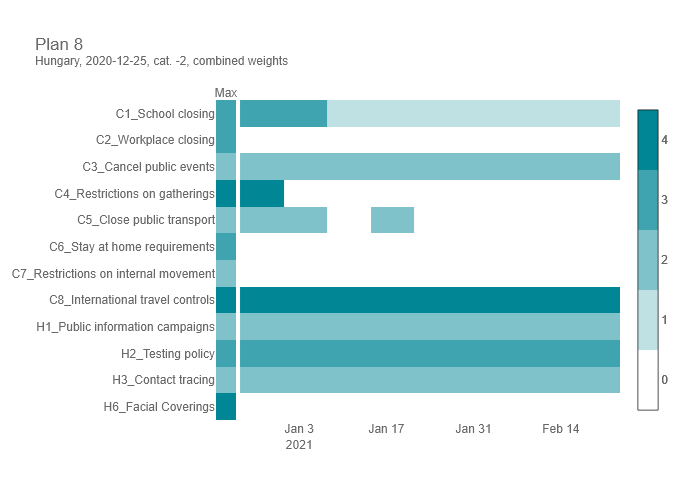 Plan 8
Hungary, 2020-12-25, cat. -2, combined weights
Max
C1_School closing
C2_Workplace closing
C3_Cancel public events
C4_Restrictions on gatherings
C5_Close public transport
C6_Stay at home requirements
C7_Restrictions on internal movement
C8_International travel controls
H1_Public information campaigns
H2_Testing policy
H3_Contact tracing
H6_Facial Coverings
4
3
2
1
0
Jan 3 Jan 17 Jan 31 Feb 14
2021